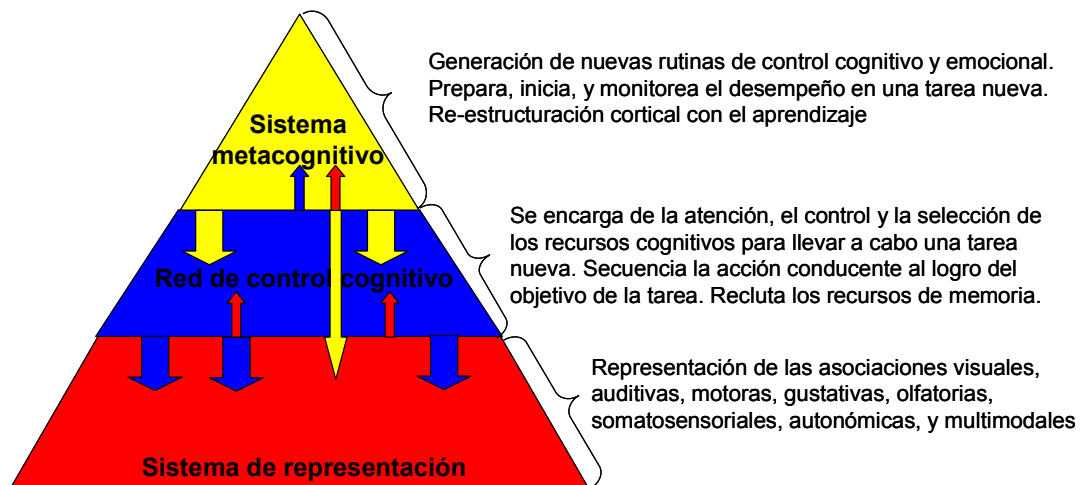 Generación de nuevas rutinas de control cognitivo y emocional.
Prepara, inicia, y monitorea el desempeño en una tarea nueva.
Re-estructuración cortical con el aprendizaje
Sistema
metacognitivo
Se encarga de la atención, el control y la selección de
los recursos cognitivos para llevar a cabo una tarea
nueva. Secuencia la acción conducente al logro del
objetivo de la tarea. Recluta los recursos de memoria.
Red de control cognitivo
Representación de las asociaciones visuales,
auditivas, motoras, gustativas, olfatorias,
somatosensoriales, autonómicas, y multimodales
Sistema de representación